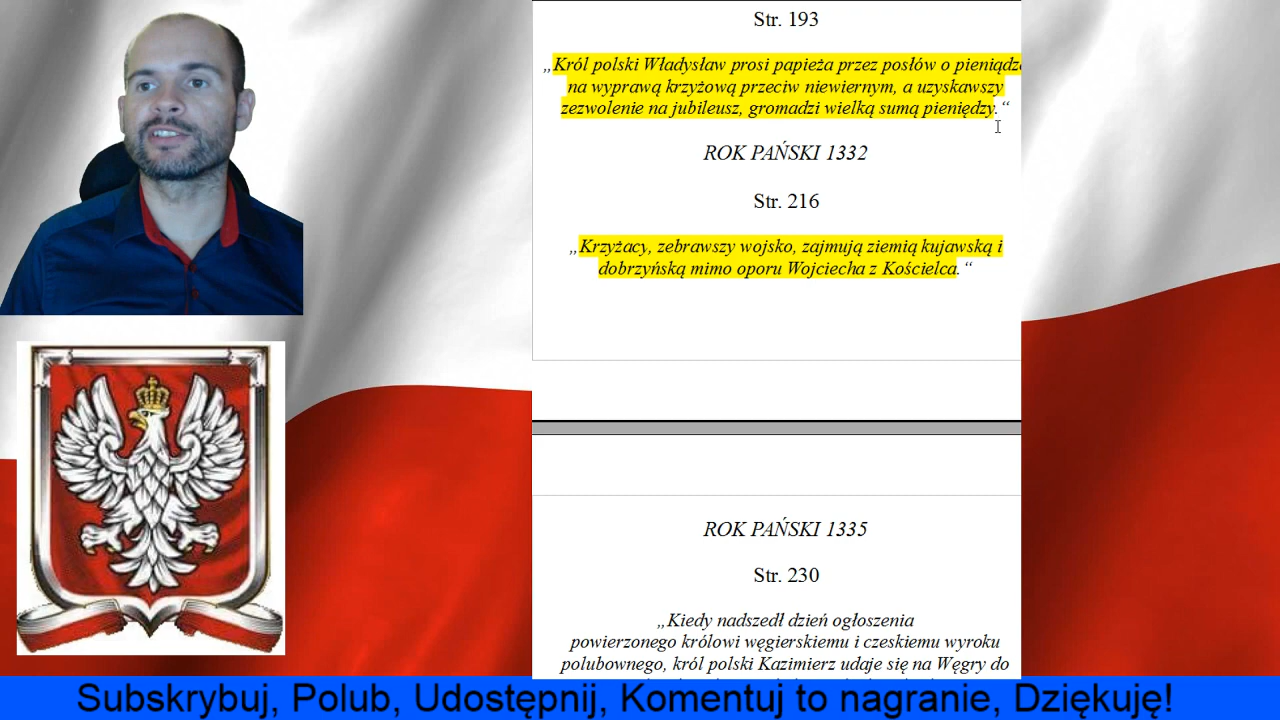 Str. 193
„Król polski Władysław prosi papieża przez posłów o pieniądze
na wyprawą krzyżową przeciw niewiernym, a uzyskawszy
zezwolenie na jubileusz, gromadzi wielką sumą pieniędzy.“
ROK PAŃSKI 1332
Str. 216
„Krzyżacy, zebrawszy wojsko, zajmują ziemią kujawską i
dobrzyńską mimo oporu Wojciecha z Kościelca.“
ROK PAŃSKI 1335
Str. 230
„Kiedy nadszedł dzień ogłoszenia
powierzonego królowi węgierskiemu i czeskiemu wyroku
polubownego, król polski Kazimierz udaje się na Węgry do
Subskrybuj, Polub, Udostępnij, Komentuj to nagranie, Dziękuję!